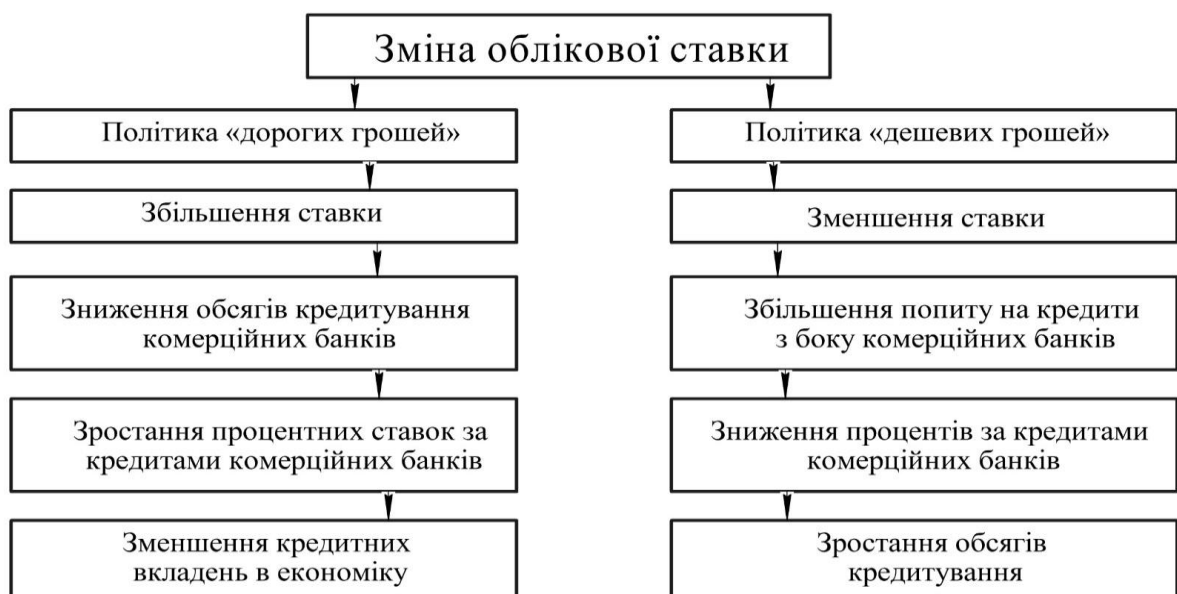 Зміна облікової ставки
Політика «дорогих грошей»
Збільшення ставки
Зниження обсягів кредитування
комерційних банків
Зростання процентних ставок за
кредитами комерційних банків
Зменшення кредитних
вкладень в економіку
Політика «дешевих грошей»
Зменшення ставки
Збільшення попиту на кредити
з боку комерційних банків
Зниження процентів за кредитами
комерційних банків
Зростання обсягів
кредитування